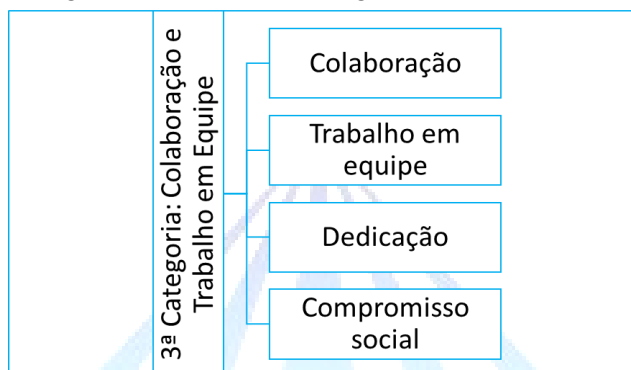 3ª Categoria: Colaboração e
Trabalho em Equipe
Colaboração
Trabalho em
equipe
Dedicação
Compromisso
social